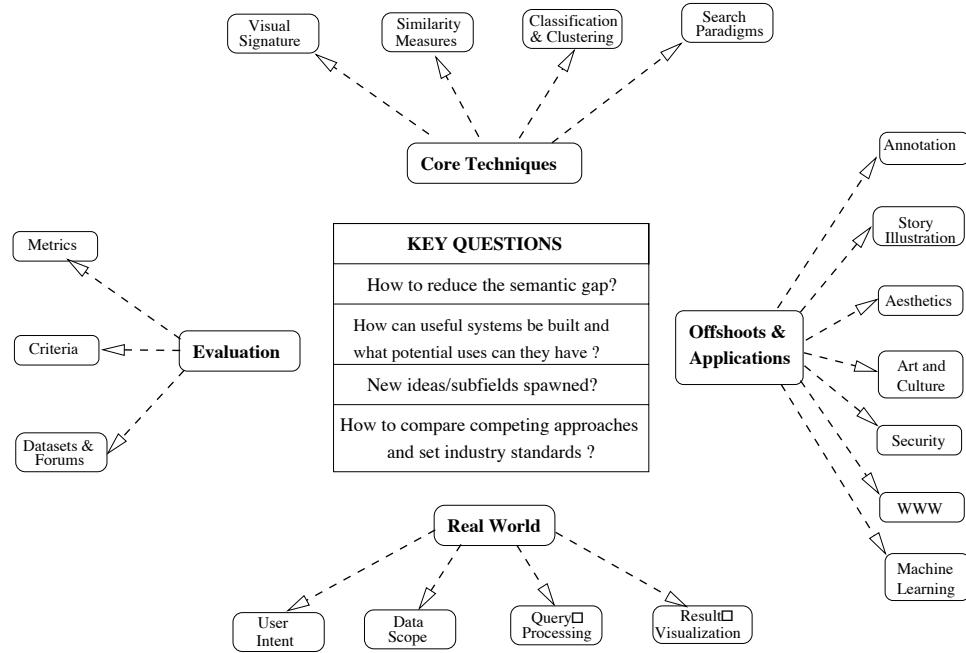 Visual
Signature
Similarity
Measures
Classification
& Clustering
Search
Paradigms
Core Techniques
Annotation
Story
Illustration
Aesthetics
Art and
Culture
Security
WWW
Machine
Learning
Offshoots &
Applications
KEY QUESTIONS
How to reduce the semantic gap?
How can useful systems be built and
what potential uses can they have ?
New ideas/subfields spawned?
How to compare competing approaches
and set industry standards ?
Metrics
Criteria
Datasets &
Forums
Evaluation
Real World
User
Intent
Data
Scope
Query□
Processing
Result□
Visualization